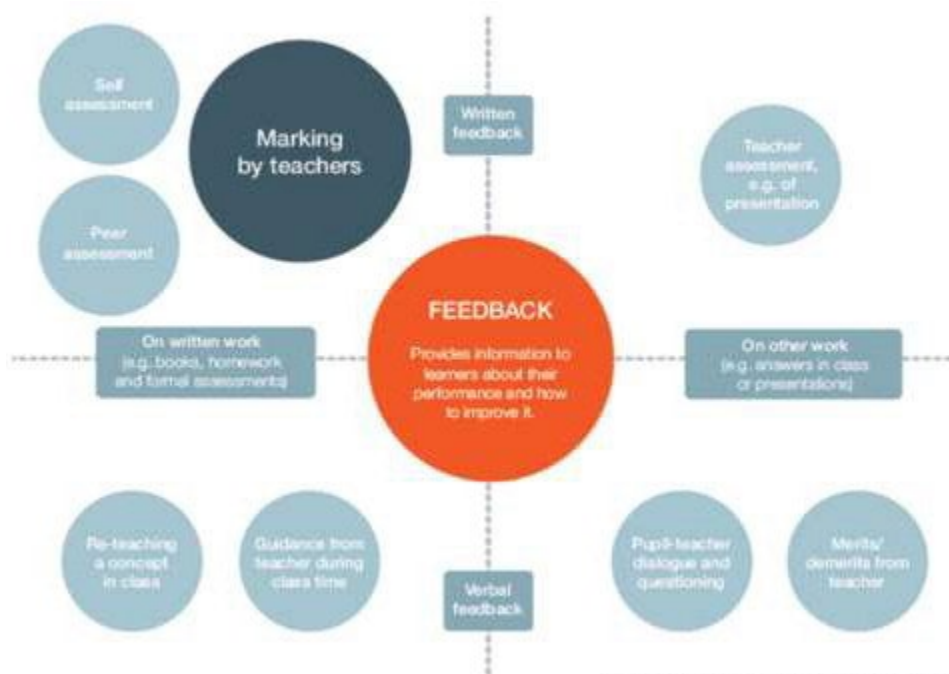 Self
assessment
Marking
by teachers
Written
feedback
Teacher
assessment,
e.g. of
presentation
Peer
assessment
FEEDBACK
Provides information to
learners about their
performance and how
to improve it.
On written work
(e.g. books, homework
and formal assessments)
On other work
(e.g. answers in class
or presentations)
Re-teaching
a concept
in class
Guidance from
teacher during
class time
Verbal
feedback
Pupil-teacher
dialogue and
questioning
Merits/
demerits from
teacher